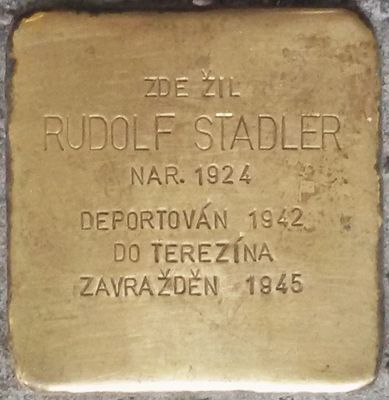 ZDE ŽIL
RUDOLF STADLER
NAR. 1924
DEPORTOVÁN 1942
DO TEREZÍNA
ZAVRAŽDĚN 1945